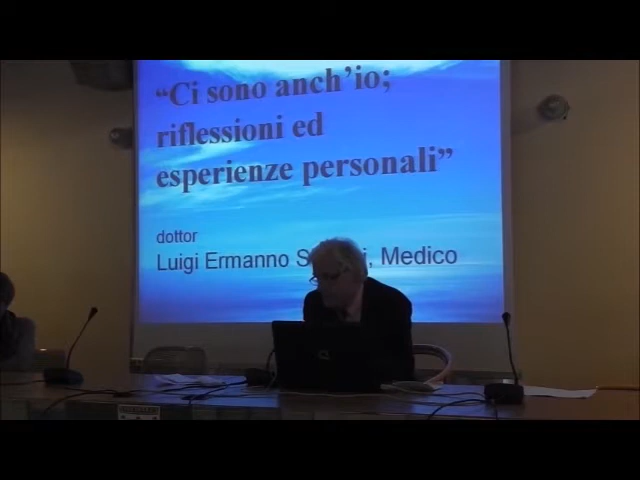 “Ci sono anch’io;
riflessioni ed
esperienze personali”
dottor
Luigi Ermanno Medico